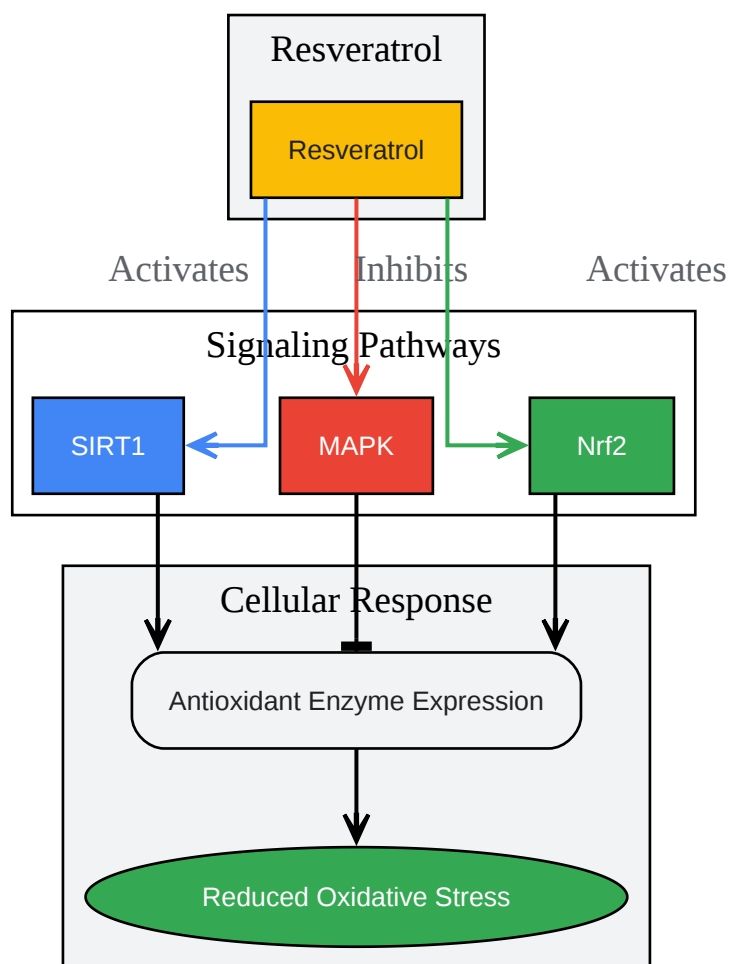 Resveratrol
Resveratrol
Activates
Inhibits
Activates
Signaling Pathways
SIRT1
MAPK
Nrf2
Cellular Response
Antioxidant Enzyme Expression
Reduced Oxidative Stress